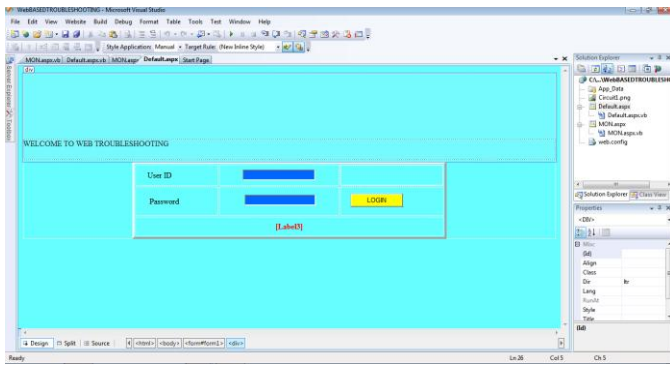 WebBASEDTROUBLESHOOTING - Microsoft Visual Studio
File Edit View Website Build Debug Format Table Tools Test Window Help
Style Application: Manual Target Rule: (New Inline Style)
MON.aspx.vb Default.aspx.vb MON.aspx Default.aspx Start Page
Solution Explorer
Server Explorer
Toolbox
div
C:\...\WebBASEDTROUBLESH
App_Data
Circuit1.png
Default.aspx
Default.aspx.vb
MON.aspx
MON.aspx.vb
web.config
WELCOME TO WEB TROUBLESHOOTING
User ID
Password LOGIN
[Label3]
Solution Explorer Class View
Properties
<DIV>
Misc
(Id)
Align
Class
Dir ltr
Lang
RunAt
Style
Title
(Id)
Design Split Source <html> <body> <form#form1> <div>
Ready Ln 26 Col 5 Ch 5